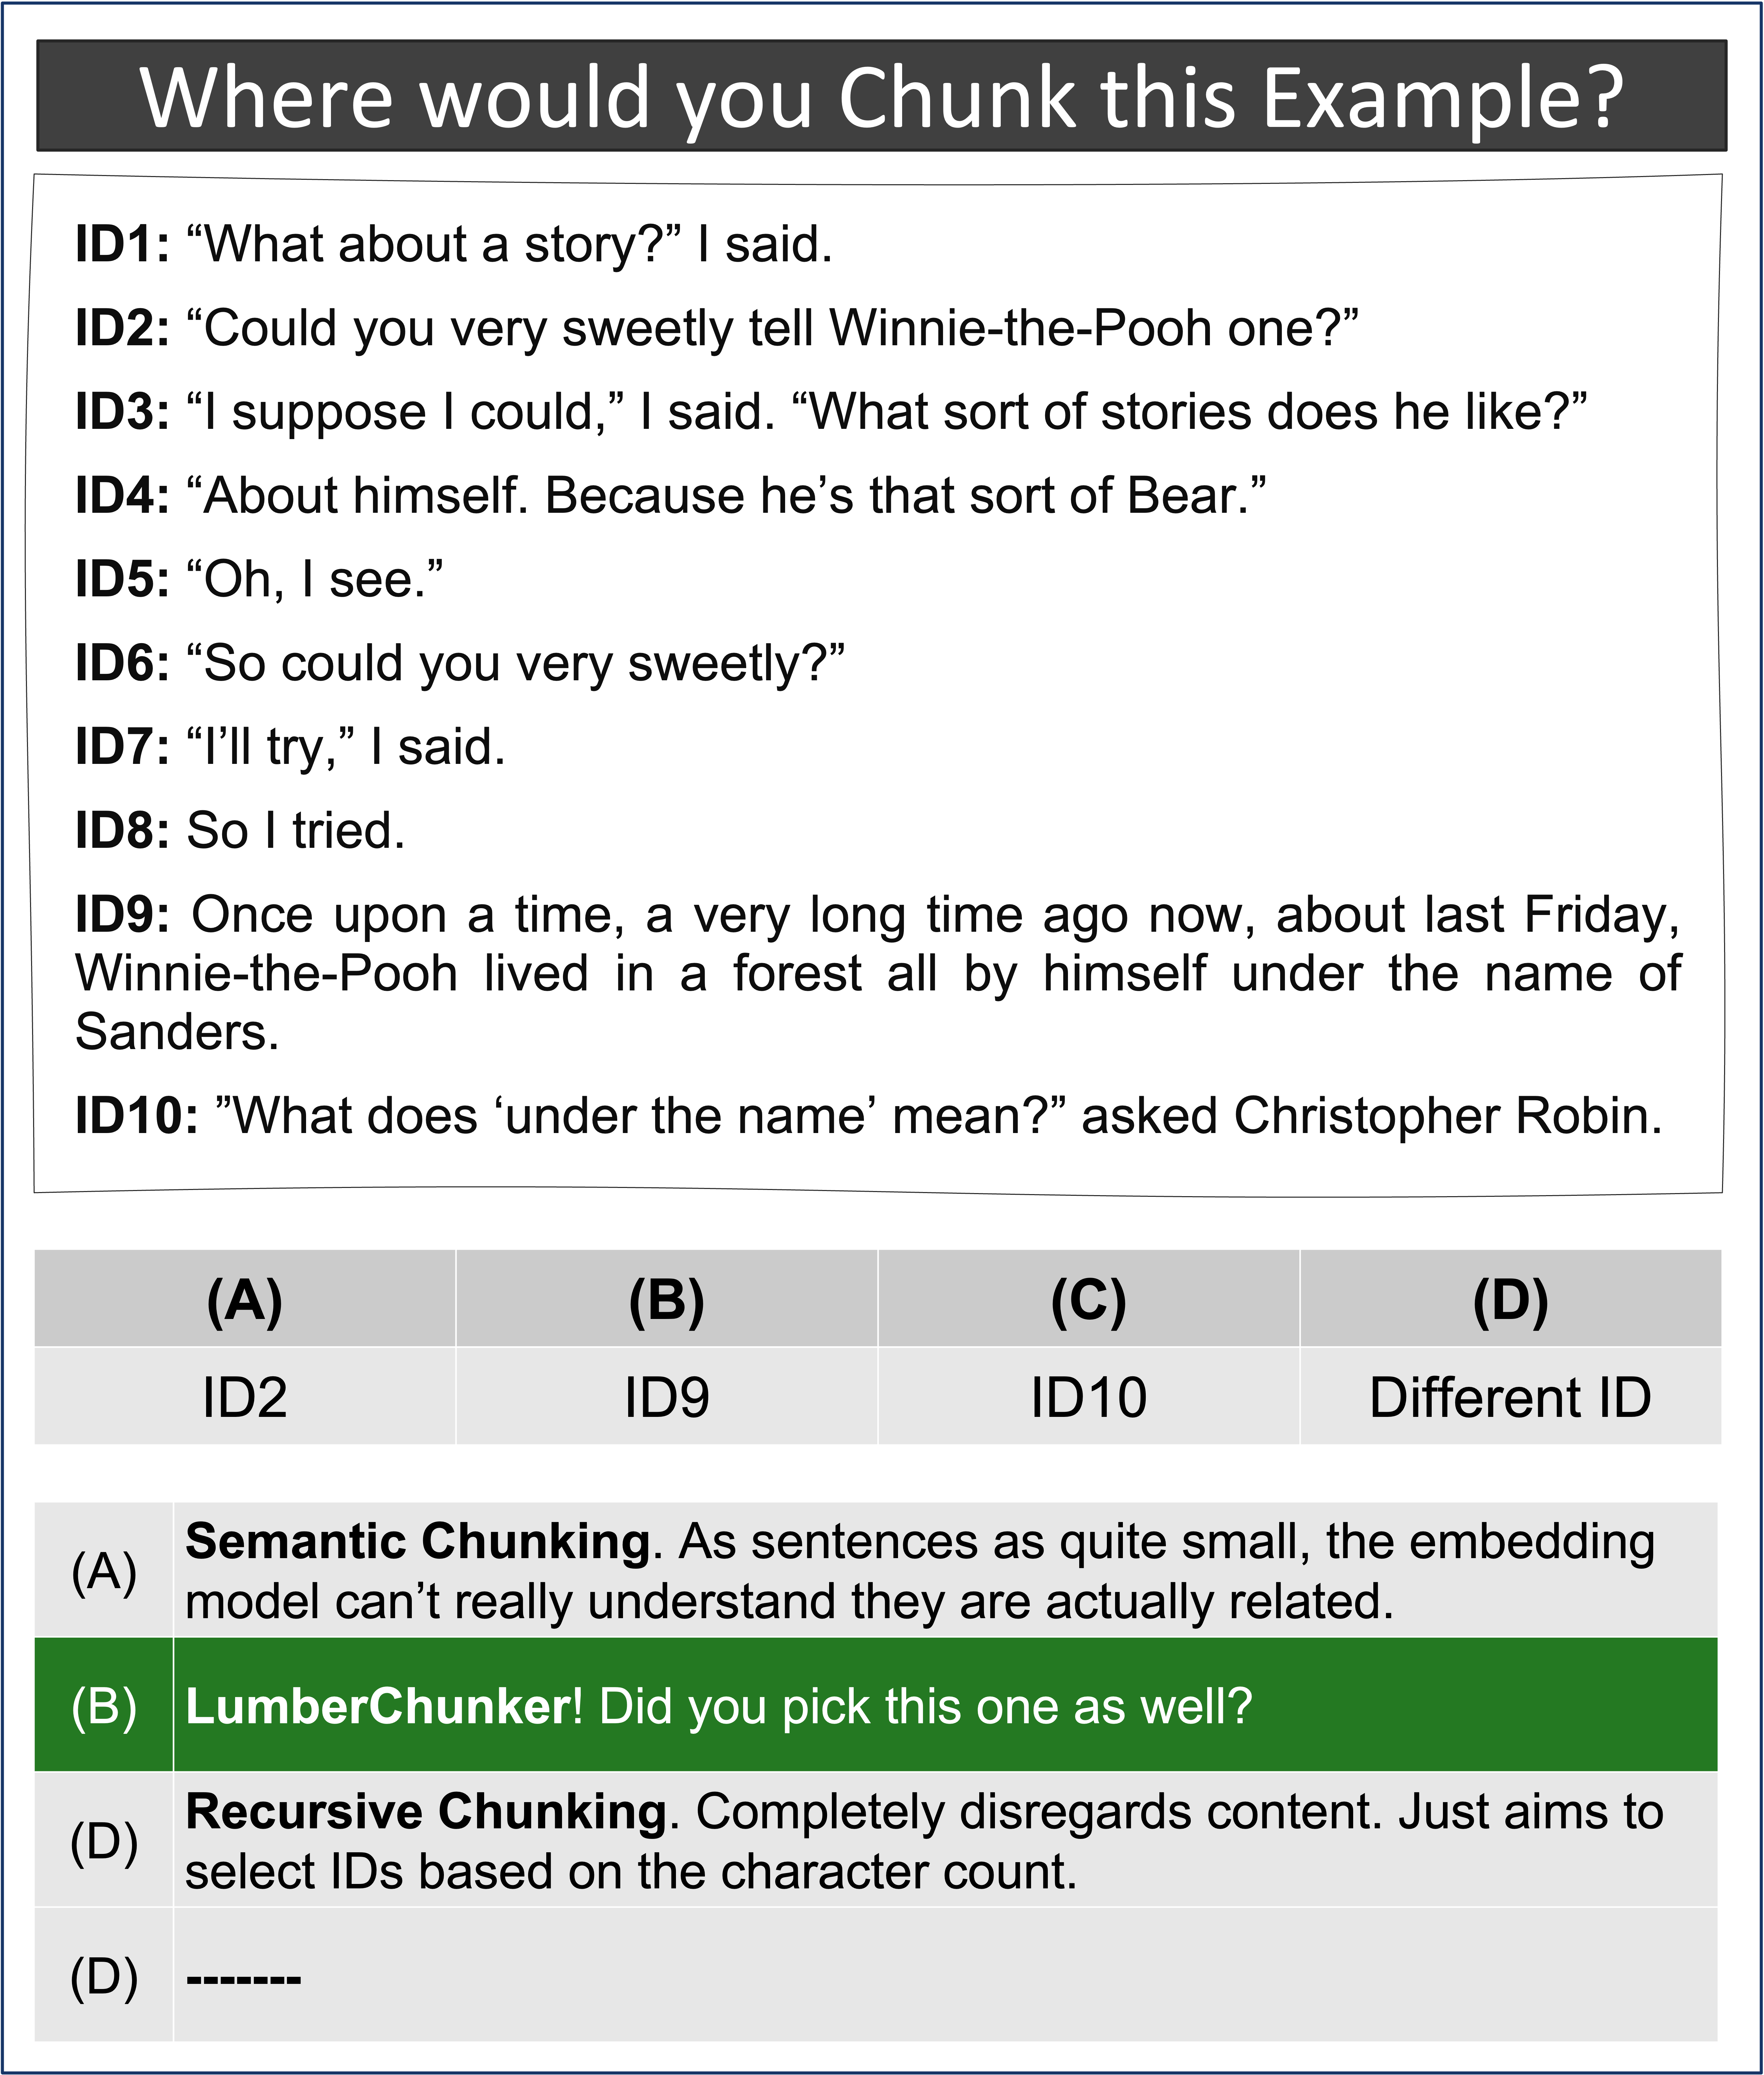 Where would you Chunk this Example?
ID1: “What about a story?” I said.
ID2: “Could you very sweetly tell Winnie-the-Pooh one?”
ID3: “I suppose I could,” I said. “What sort of stories does he like?”
ID4: “About himself. Because he’s that sort of Bear.”
ID5: “Oh, I see.”
ID6: “So could you very sweetly?”
ID7: “I’ll try,” I said.
ID8: So I tried.
ID9: Once upon a time, a very long time ago now, about last Friday,
Winnie-the-Pooh lived in a forest all by himself under the name of
Sanders.
ID10: ”What does ‘under the name’ mean?” asked Christopher Robin.
(A) (B) (C) (D)
ID2 ID9 ID10 Different ID
(A) Semantic Chunking. As sentences as quite small, the embedding
model can’t really understand they are actually related.
(B) LumberChunker! Did you pick this one as well?
(D) Recursive Chunking. Completely disregards content. Just aims to
select IDs based on the character count.
(D) -------